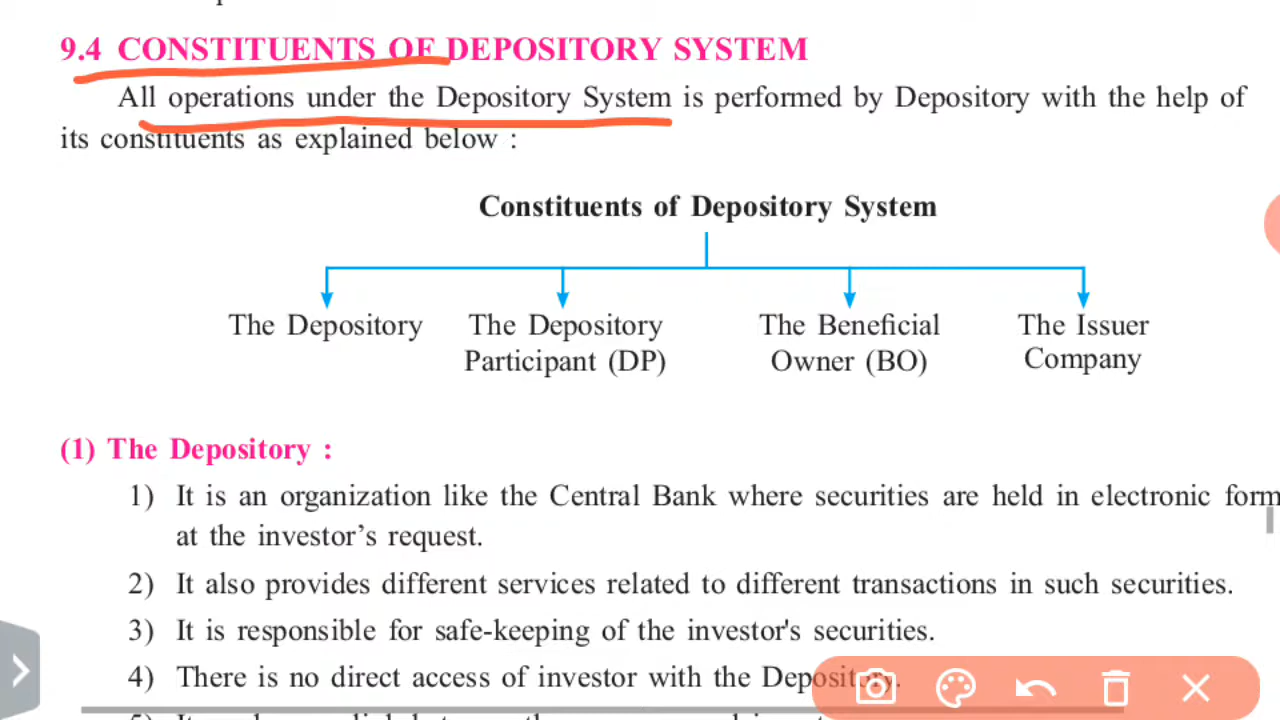 9.4 CONSTITUENTS OF DEPOSITORY SYSTEM
All operations under the Depository System is performed by Depository with the help of
its constituents as explained below :
Constituents of Depository System
The Depository
The Depository
Participant (DP)
The Beneficial
Owner (BO)
The Issuer
Company
(1) The Depository :
1) It is an organization like the Central Bank where securities are held in electronic form
at the investor’s request.
2) It also provides different services related to different transactions in such securities.
3) It is responsible for safe-keeping of the investor's securities.
4) There is no direct access of investor with the Depository.